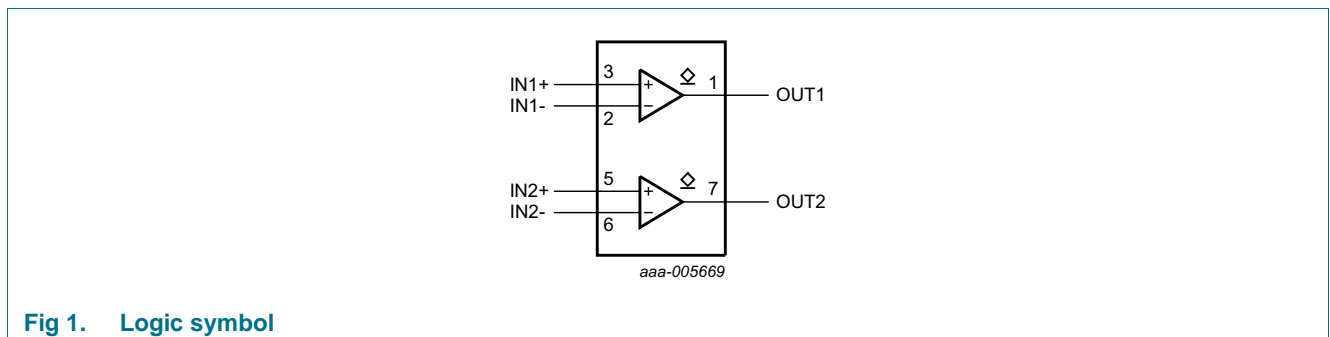 IN1+ 3 + 1 OUT1
IN1- 2 −
IN2+ 5 + 7 OUT2
IN2- 6 −
aaa-005669
Fig 1. Logic symbol